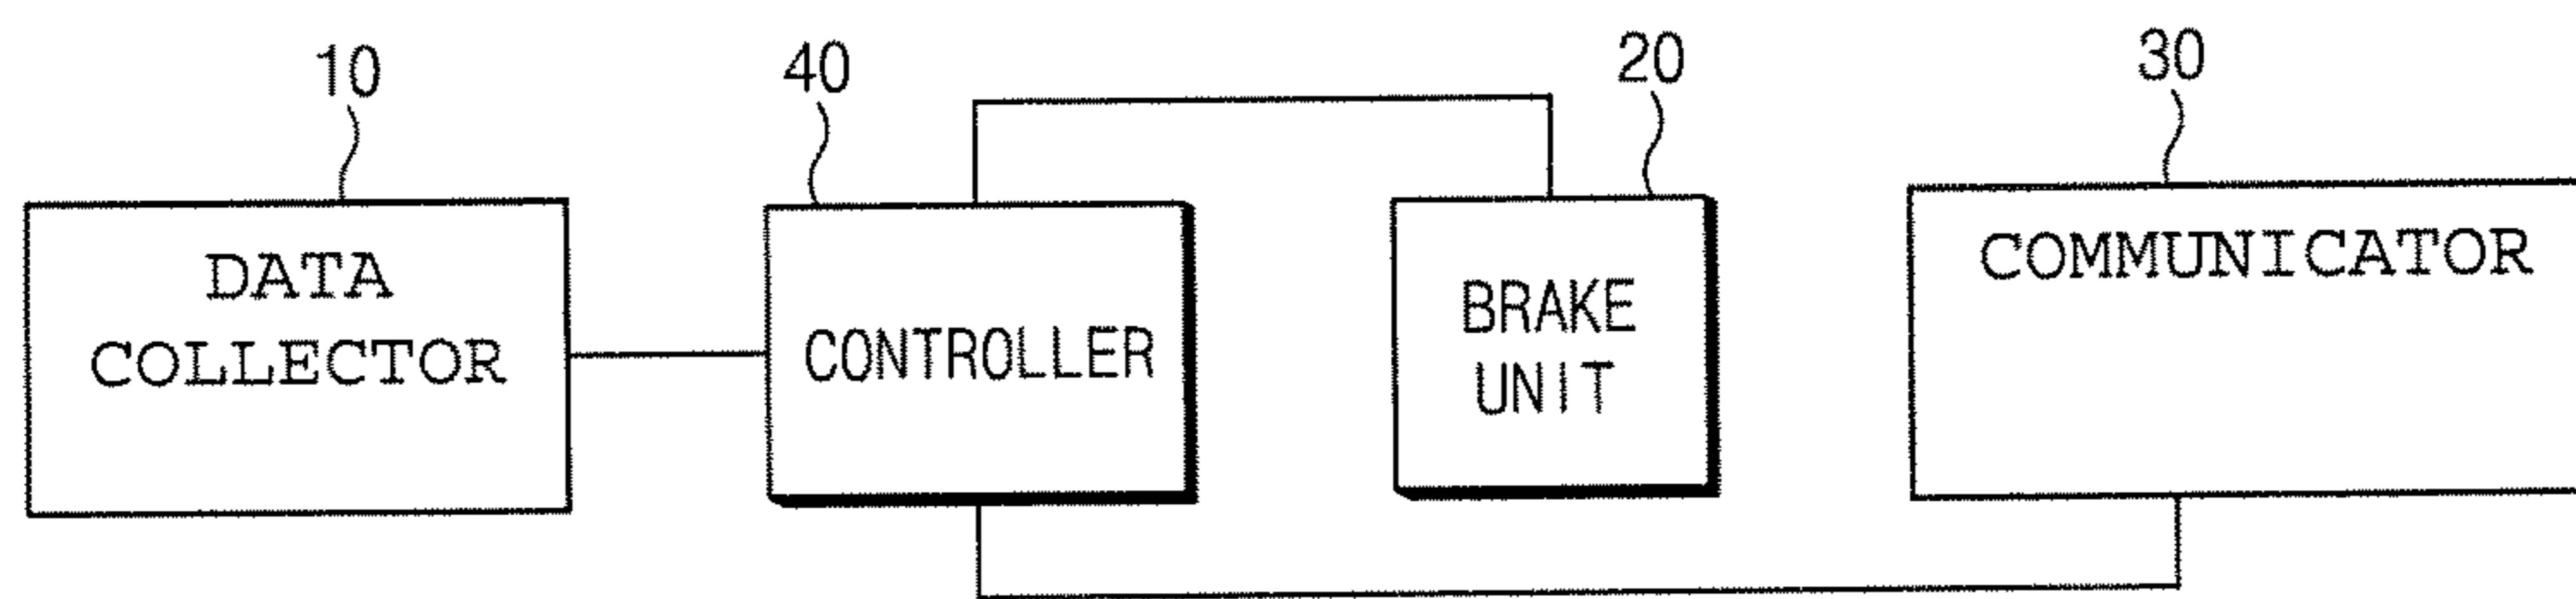 10
40
20
30
DATA
COLLECTOR
CONTROLLER
BRAKE
UNIT
COMMUNICATOR